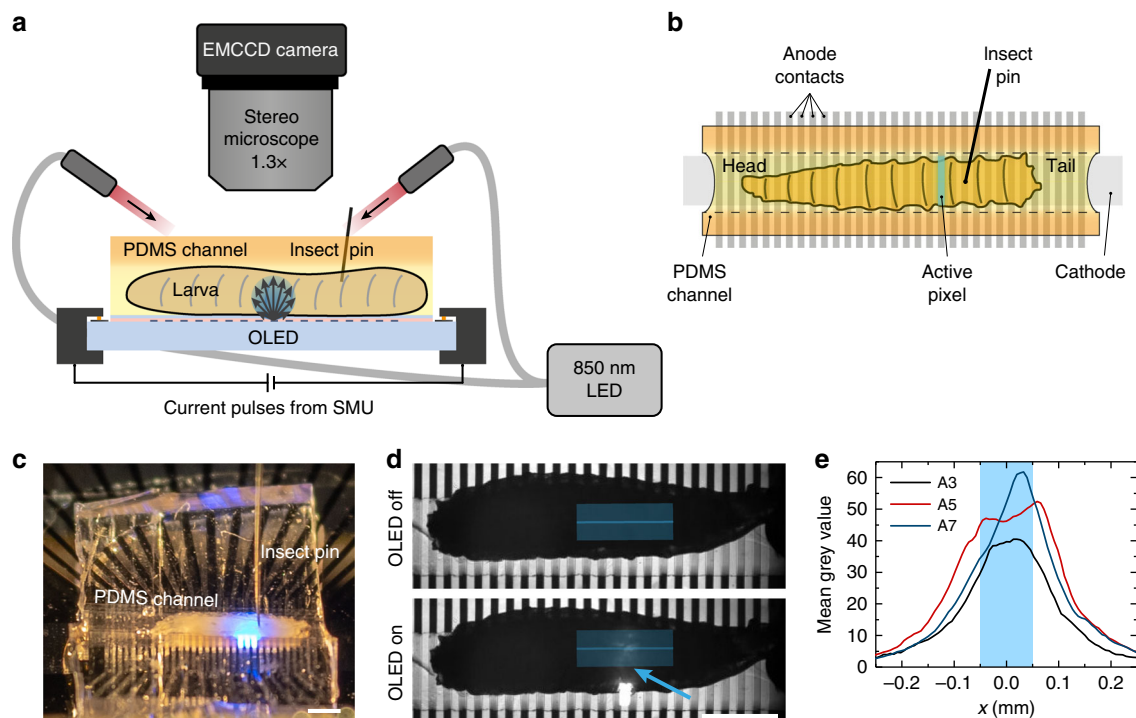 a
EMCCD camera
Stereo
microscope
1.3×
PDMS channel
Insect pin
Larva
OLED
850 nm
LED
Current pulses from SMU
b
Anode
contacts
Insect
pin
Head
Tail
PDMS
channel
Active
pixel
Cathode
c
Insect pin
PDMS channel
d
OLED off
OLED on
e
A3
A5
A7
Mean grey value
60
50
40
30
20
10
0
−0.2
−0.1
0.0
0.1
0.2
x (mm)